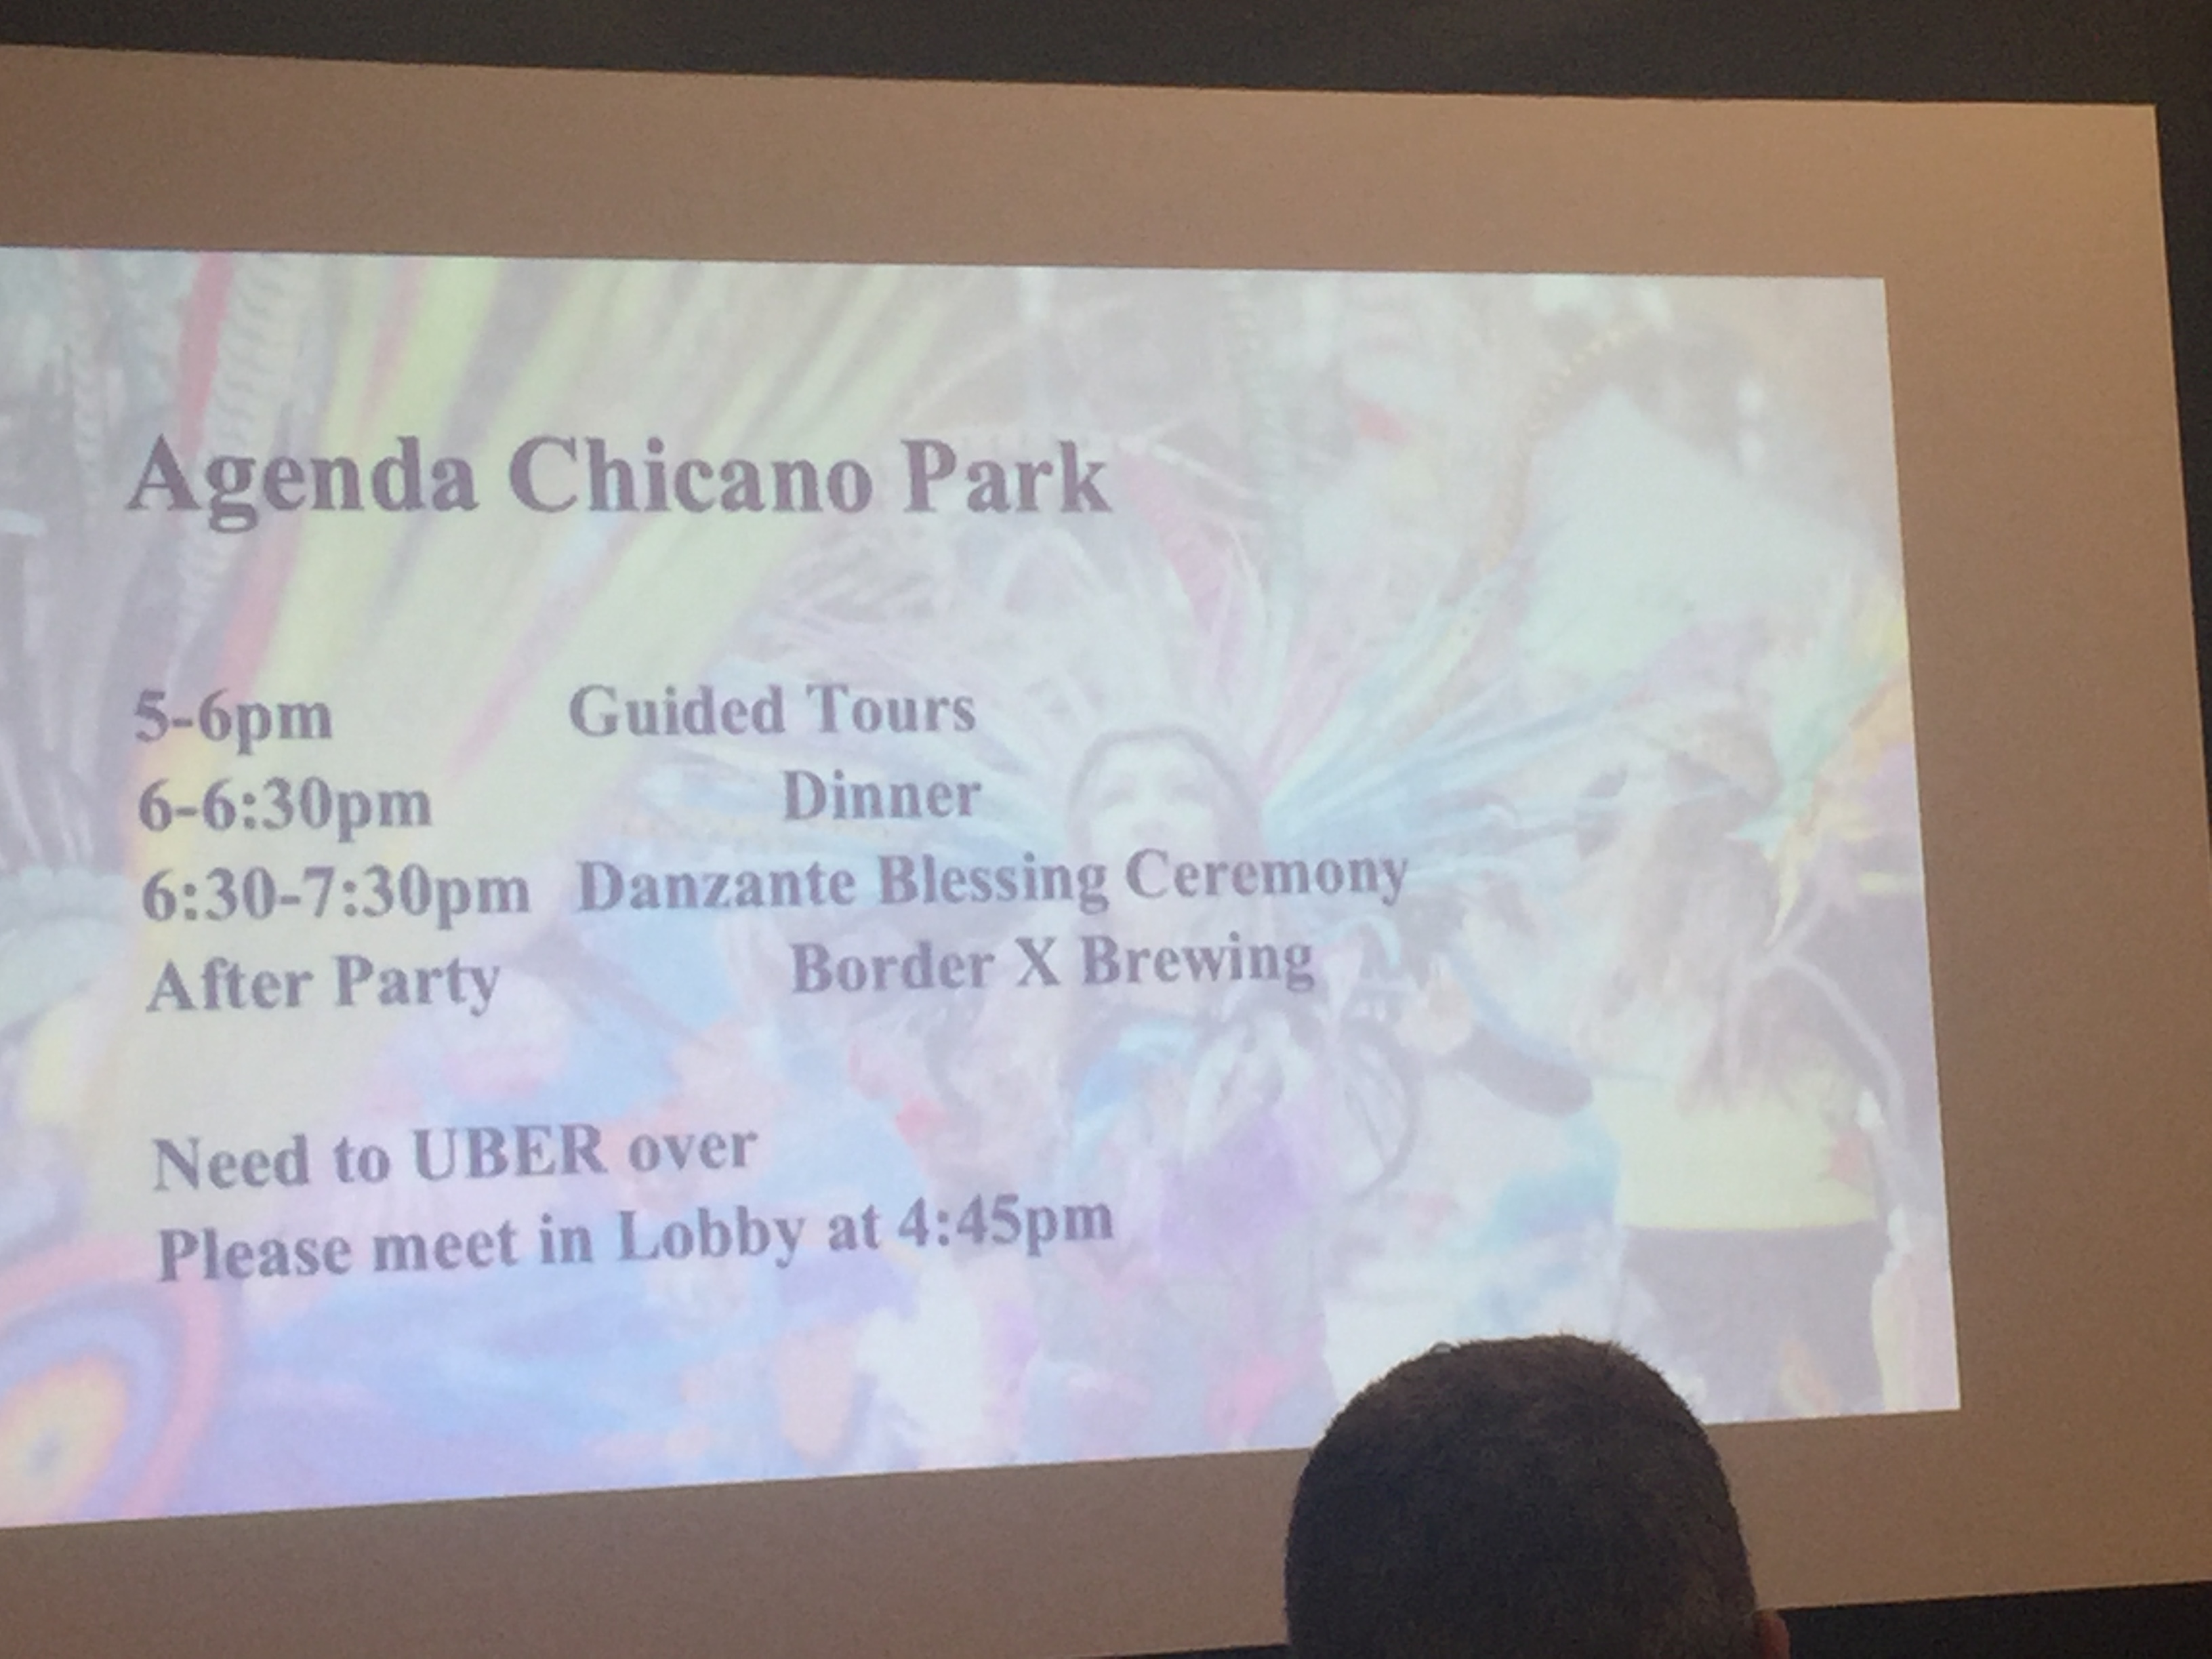 Agenda Chicano Park
5-6pm Guided Tours
6-6:30pm Dinner
6:30-7:30pm Danzante Blessing Ceremony
After Party Border X Brewing
Need to UBER over
Please meet in Lobby at 4:45pm